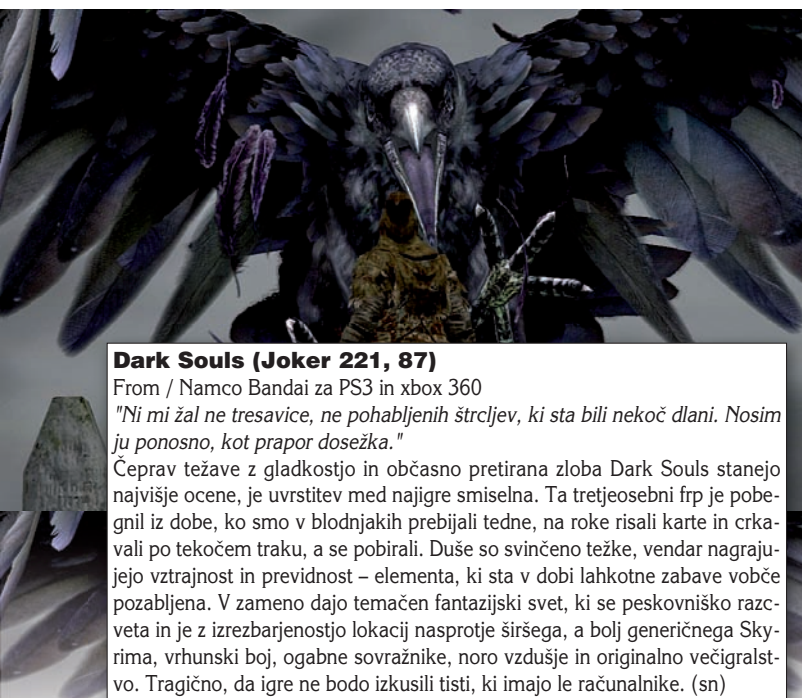 Dark Souls (Joker 221, 87)
From / Namco Bandai za PS3 in xbox 360
"Ni mi žal ne tresavice, ne pohabljenih štrcljev, ki sta bili nekoč dlani. Nosim
ju ponosno, kot prapor dosežka."
Čeprav težave z gladkostjo in občasno pretirana zloba Dark Souls stanejo
najvišje ocene, je uvrstitev med najigre smiselna. Ta tretjeosebni frp je pobe-
gnil iz dobe, ko smo v blodnjakih prebijali tedne, na roke risali karte in crka-
vali po tekočem traku, a se pobirali. Duše so svinčeno težke, vendar nagraju-
jejo vztrajnost in previdnost – elementa, ki sta v dobi lahkotne zabave vobče
pozabljena. V zameno dajo temačen fantazijski svet, ki se peskovniško razc-
veta in je z izrezbarjenostjo lokacij nasprotje širšega, a bolj generičnega Sky-
rima, vrhunski boj, ogabne sovražnike, noro vzdušje in originalno večigralst-
vo. Tragično, da igre ne bodo izkusili tisti, ki imajo le računalnike. (sn)